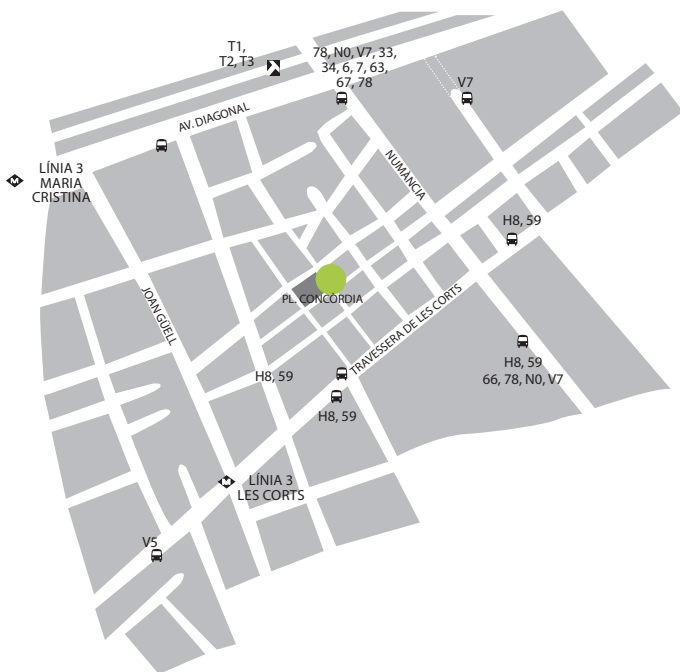 T1,
T2, T3
78, N0, V7, 33,
34, 6, 7, 63,
67, 78
V7
AV. DIAGONAL
LÍNIA 3
MARIA
CRISTINA
NUMÀNCIA
H8, 59
PL. CONCÒRDIA
JOAN GÜELL
TRAVESSERA DE LES CORTS
H8, 59
66, 78, N0, V7
H8, 59
H8, 59
LÍNIA 3
LES CORTS
V5